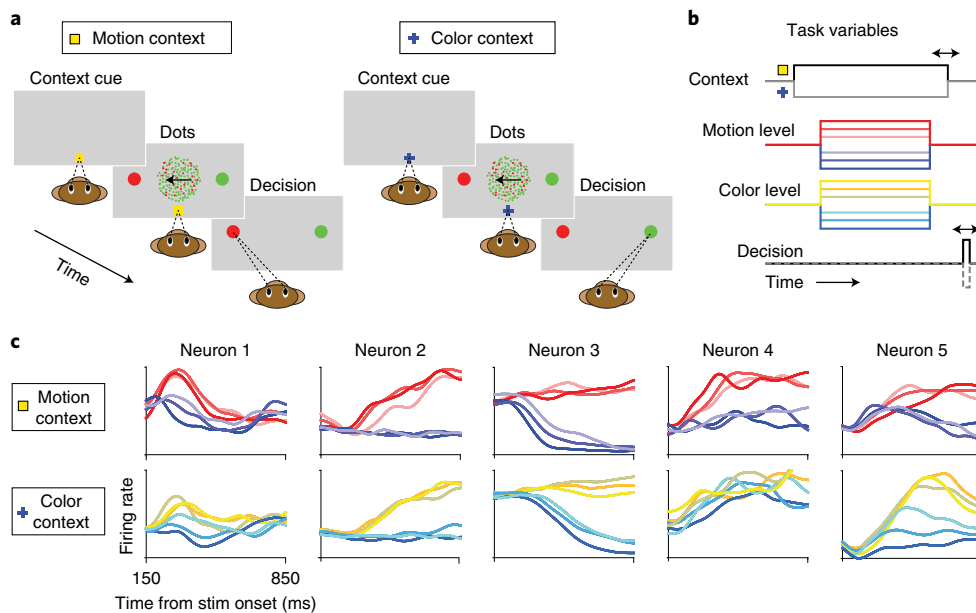 a
Motion context
Color context
Context cue
Context cue
Dots
Dots
Decision
Decision
Time
b
Task variables
Context
Motion level
Color level
Decision
Time
c
Neuron 1
Neuron 2
Neuron 3
Neuron 4
Neuron 5
Motion
context
Color
context
Firing rate
150
850
Time from stim onset (ms)